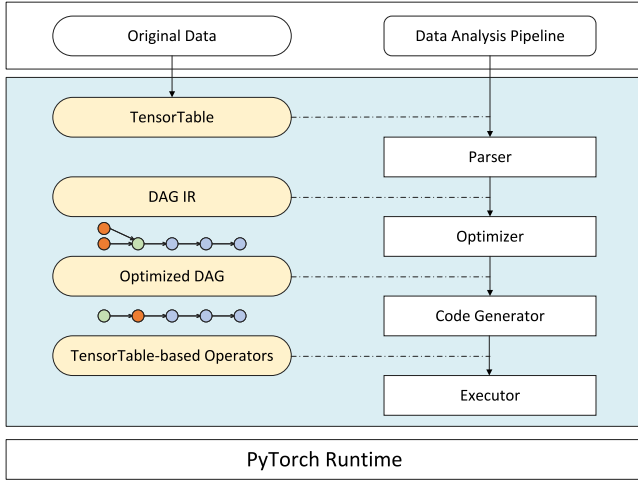 Original Data
Data Analysis Pipeline
TensorTable
Parser
DAG IR
Optimizer
Optimized DAG
Code Generator
TensorTable-based Operators
Executor
PyTorch Runtime